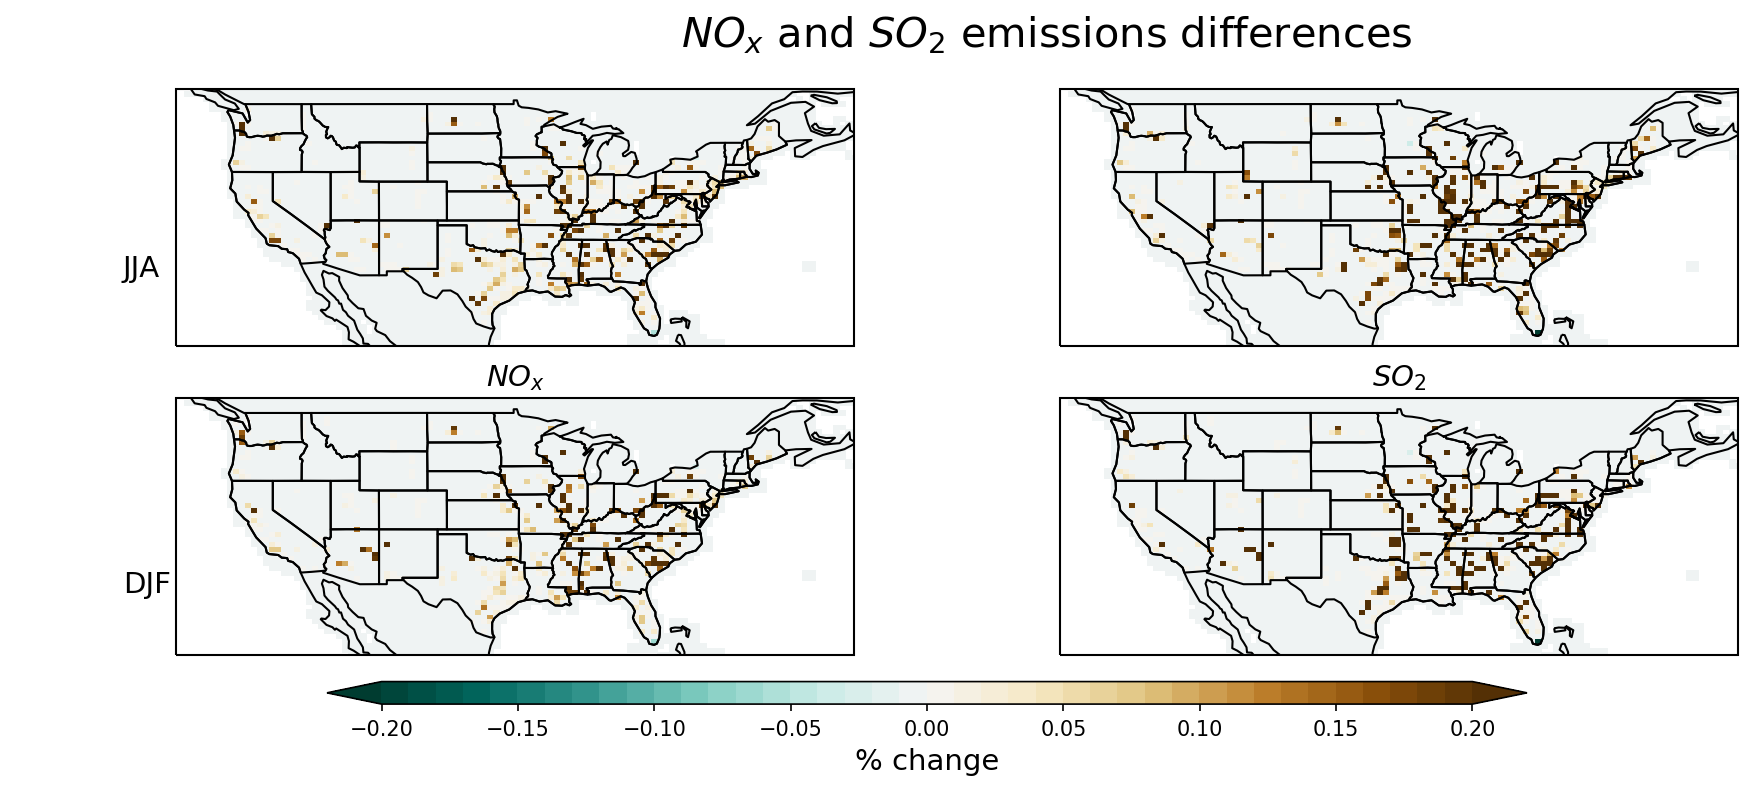 NOₓ and SO₂ emissions differences
JJA
NOₓ
SO₂
DJF
−0.20 −0.15 −0.10 −0.05 0.00 0.05 0.10 0.15 0.20
% change